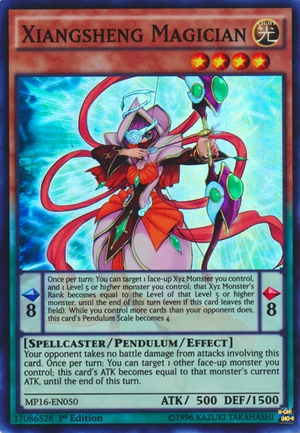 XIANGSHENG MAGICIAN
LIGHT
光
Once per turn: You can target 1 face-up Xyz Monster you control,
and 1 Level 5 or higher monster you control; that Xyz Monster's
Rank becomes equal to the Level of that Level 5 or higher
monster, until the end of this turn (even if this card leaves the
field). While you control more cards than your opponent does,
this card's Pendulum Scale becomes 4.
8
8
[Spellcaster/Pendulum/Effect]
Your opponent takes no battle damage from attacks involving this
card. Once per turn: You can target 1 other face-up monster you
control; this card's ATK becomes equal to that monster's current
ATK, until the end of this turn.
MP16-EN050
ATK/ 500 DEF/1500
17086528
1st Edition
©1996 KAZUKI TAKAHASHI